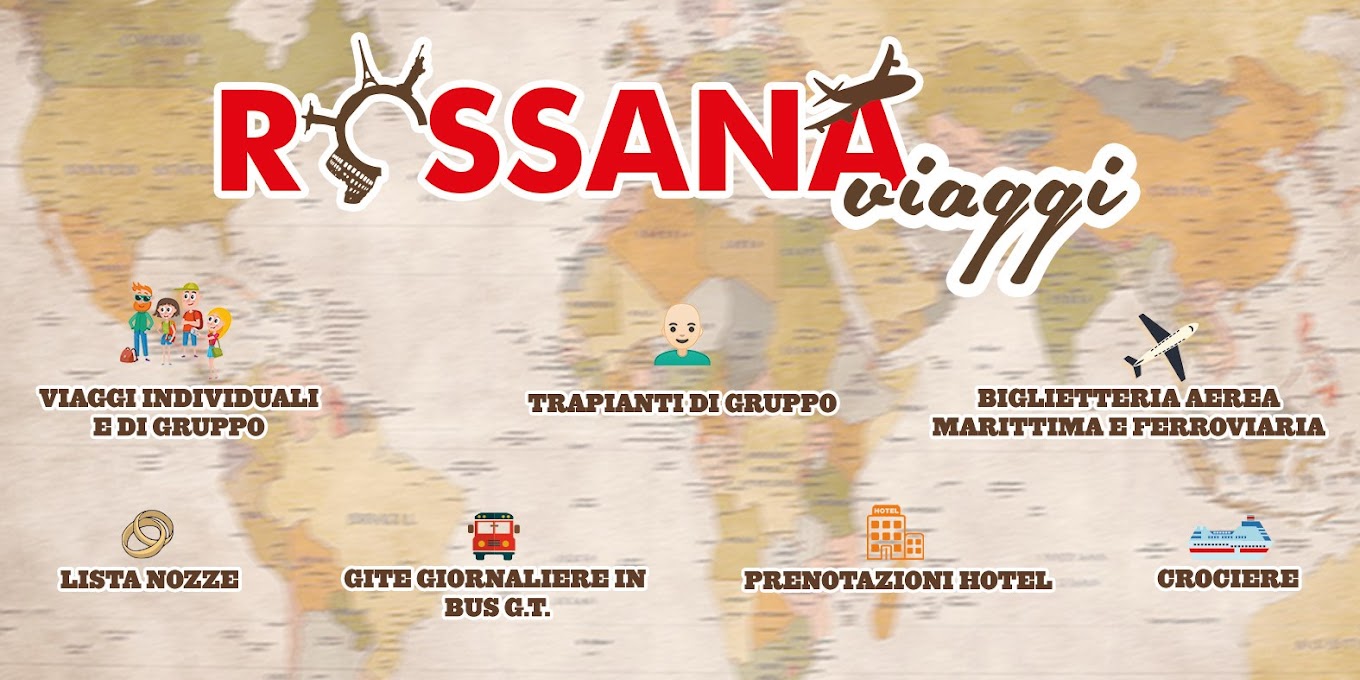 ROSSANA
viaggi
VIAGGI INDIVIDUALI
E DI GRUPPO
TRAPIANTI DI GRUPPO
BIGLIETTERIA AEREA
MARITTIMA E FERROVIARIA
HOTEL
LISTA NOZZE
GITE GIORNALIERE IN
BUS G.T.
PRENOTAZIONI HOTEL
CROCIERE